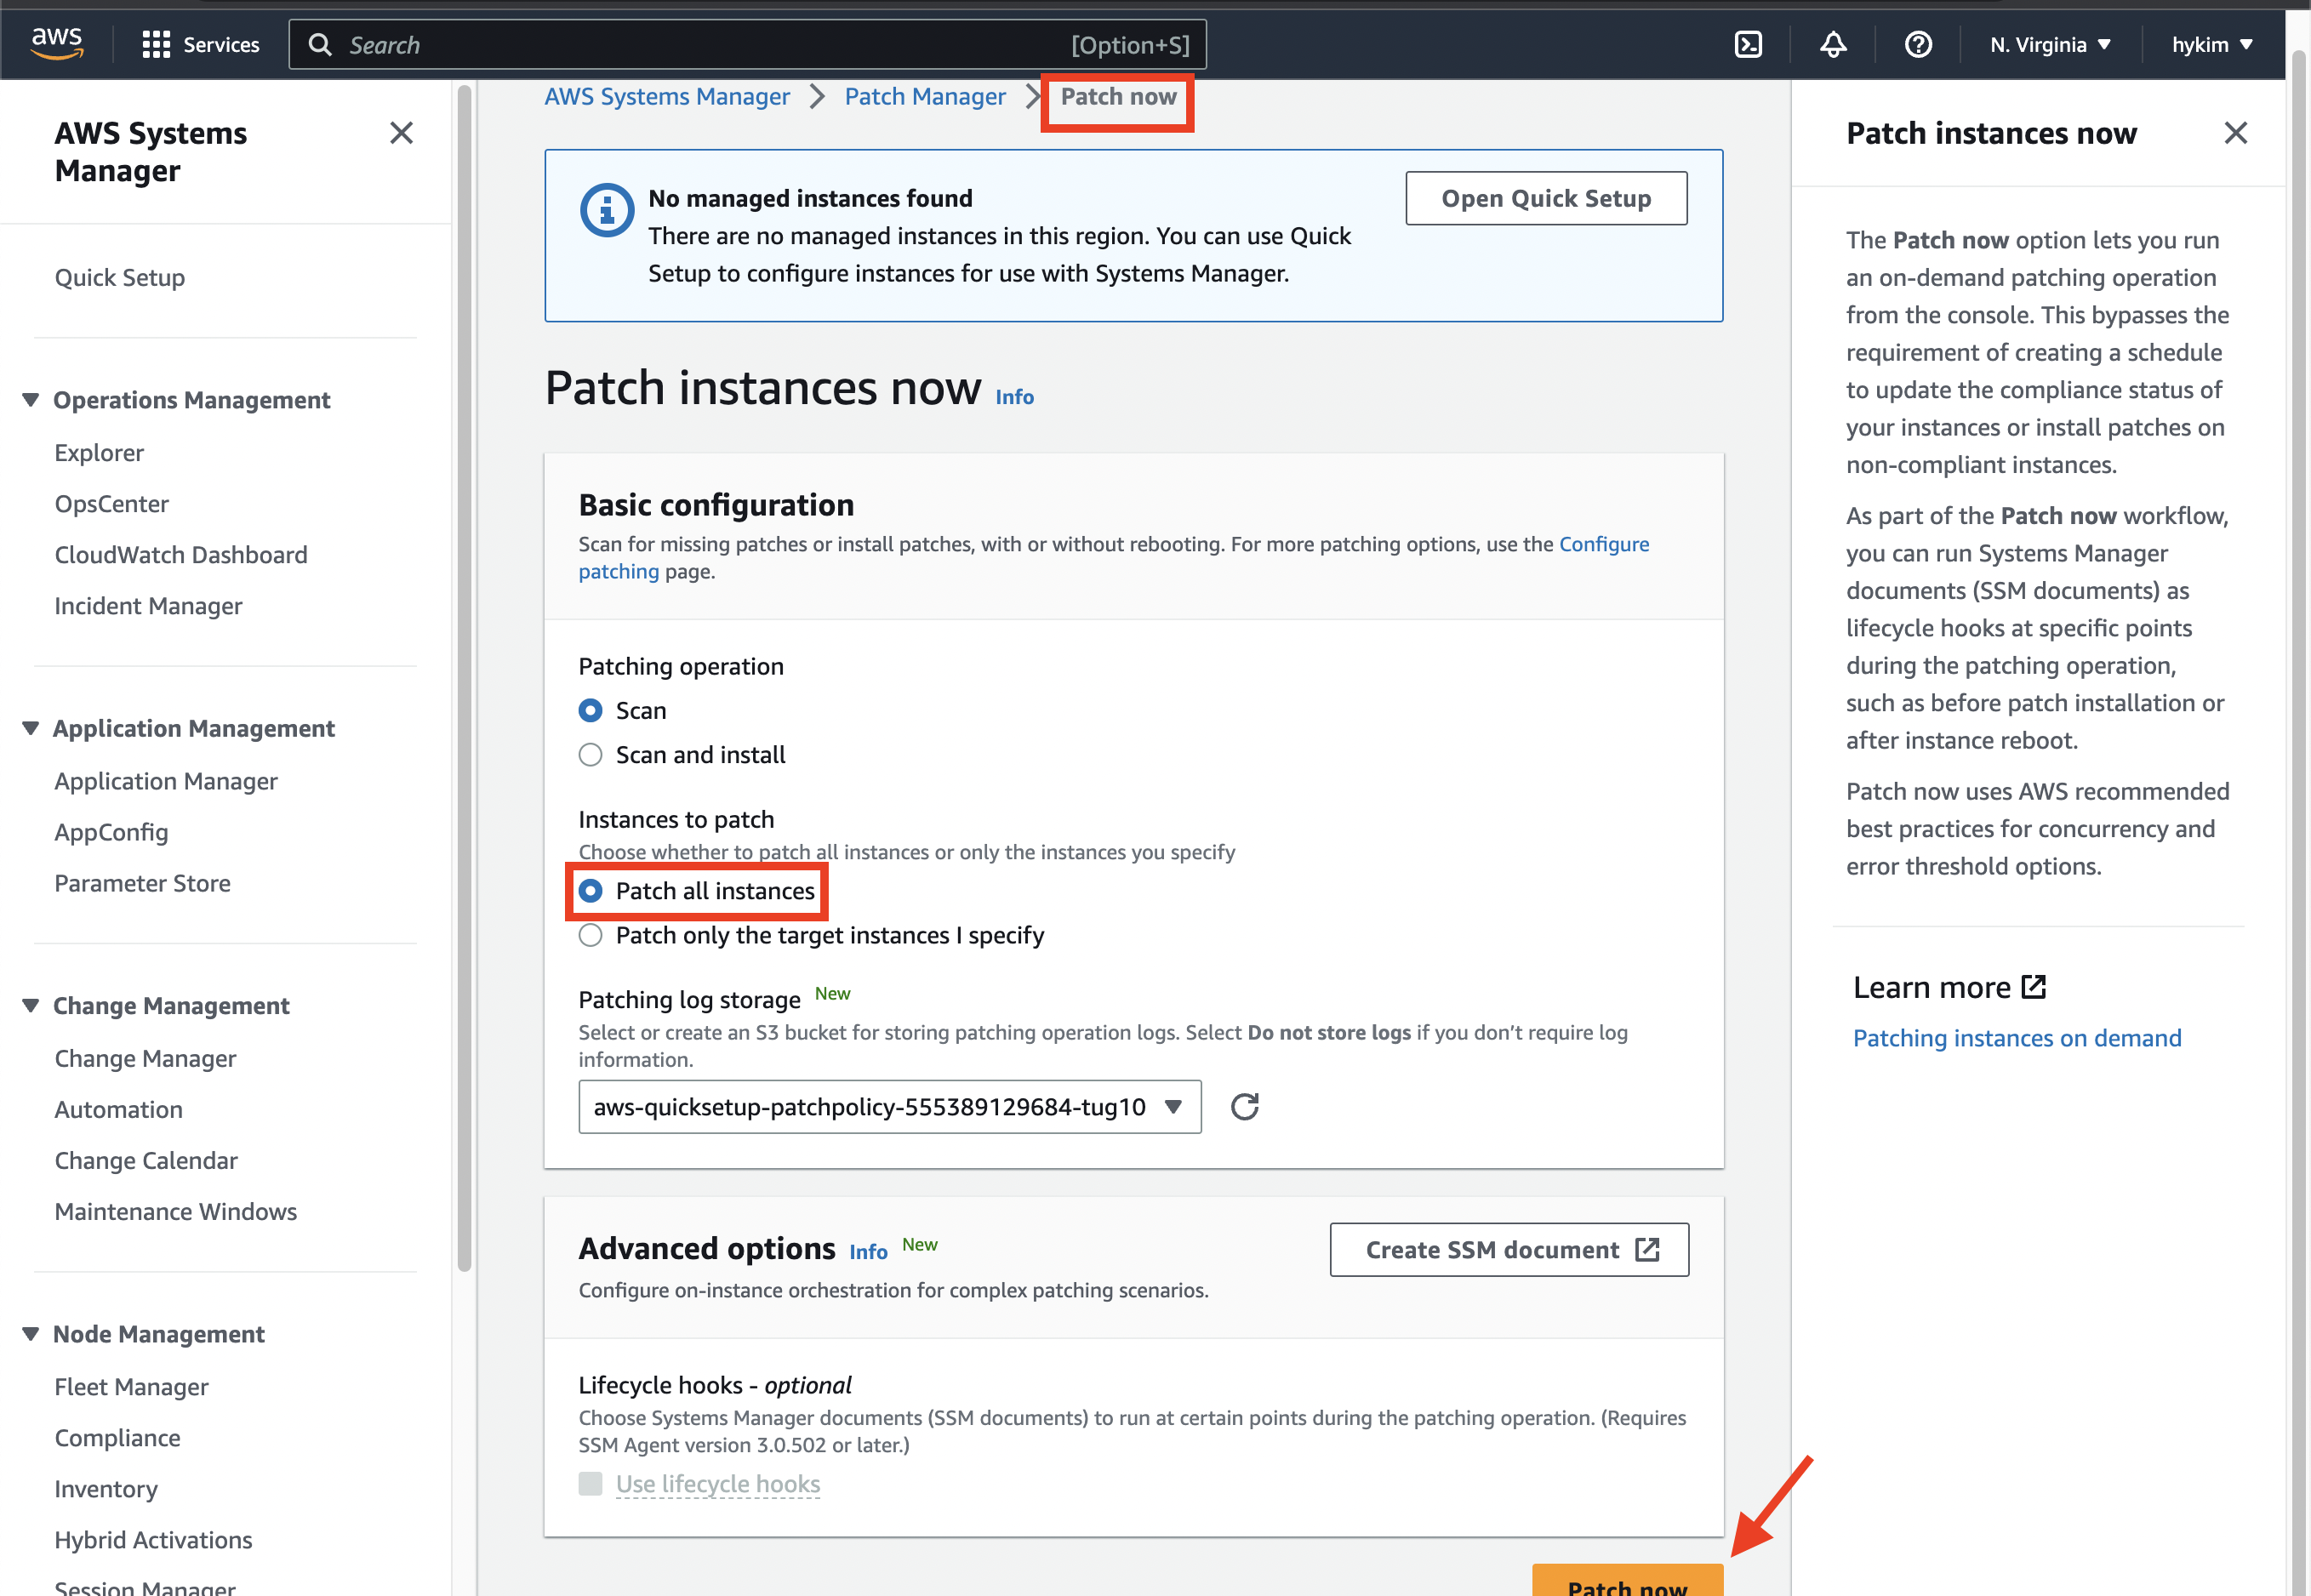 aws
Services
Search
[Option+S]
N. Virginia
hykim
AWS Systems
Manager
Quick Setup
Operations Management
Explorer
OpsCenter
CloudWatch Dashboard
Incident Manager
Application Management
Application Manager
AppConfig
Parameter Store
Change Management
Change Manager
Automation
Change Calendar
Maintenance Windows
Node Management
Fleet Manager
Compliance
Inventory
Hybrid Activations
Session Manager
AWS Systems Manager
Patch Manager
Patch now
No managed instances found
There are no managed instances in this region. You can use Quick
Setup to configure instances for use with Systems Manager.
Open Quick Setup
Patch instances now Info
Basic configuration
Scan for missing patches or install patches, with or without rebooting. For more patching options, use the Configure
patching page.
Patching operation
Scan
Scan and install
Instances to patch
Choose whether to patch all instances or only the instances you specify
Patch all instances
Patch only the target instances I specify
Patching log storage New
Select or create an S3 bucket for storing patching operation logs. Select Do not store logs if you don’t require log
information.
aws-quicksetup-patchpolicy-555389129684-tug10
Advanced options Info New
Create SSM document
Configure on-instance orchestration for complex patching scenarios.
Lifecycle hooks - optional
Choose Systems Manager documents (SSM documents) to run at certain points during the patching operation. (Requires
SSM Agent version 3.0.502 or later.)
Use lifecycle hooks
Patch now
Patch instances now
The Patch now option lets you run
an on-demand patching operation
from the console. This bypasses the
requirement of creating a schedule
to update the compliance status of
your instances or install patches on
non-compliant instances.
As part of the Patch now workflow,
you can run Systems Manager
documents (SSM documents) as
lifecycle hooks at specific points
during the patching operation,
such as before patch installation or
after instance reboot.
Patch now uses AWS recommended
best practices for concurrency and
error threshold options.
Learn more
Patching instances on demand